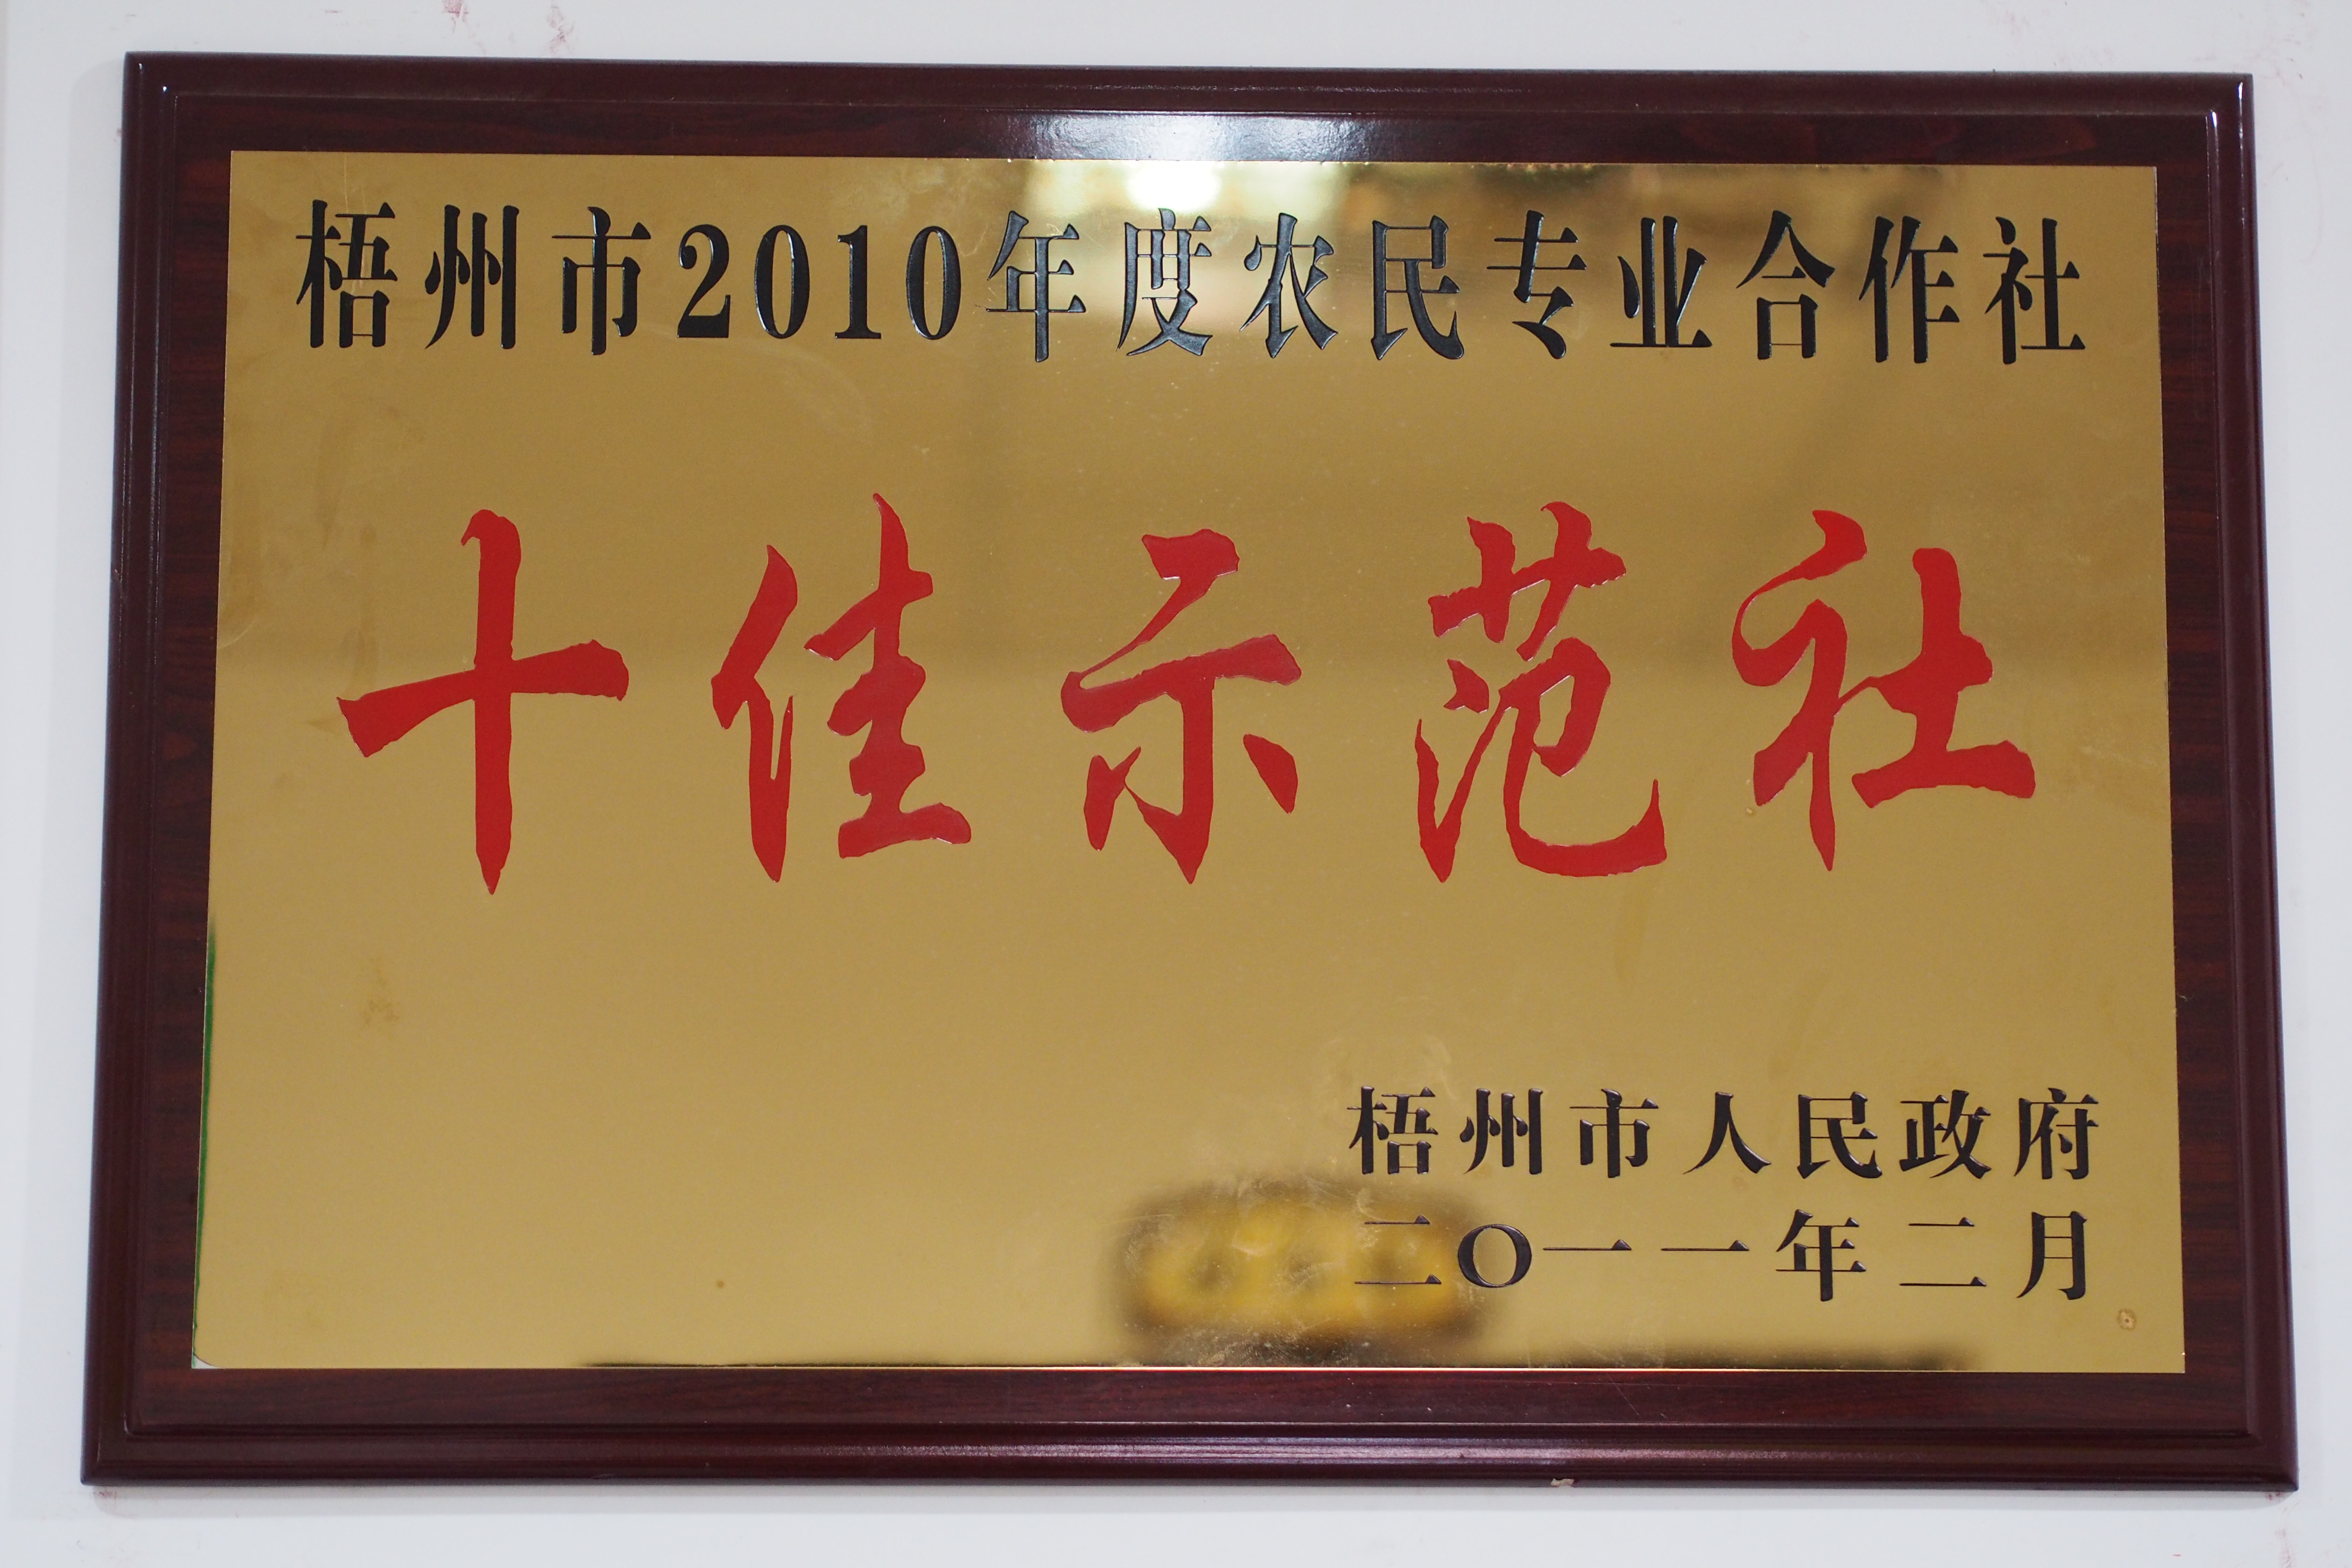 梧州市2010年度农民专业合作社
十佳示范社
梧州市人民政府
二〇一一年二月